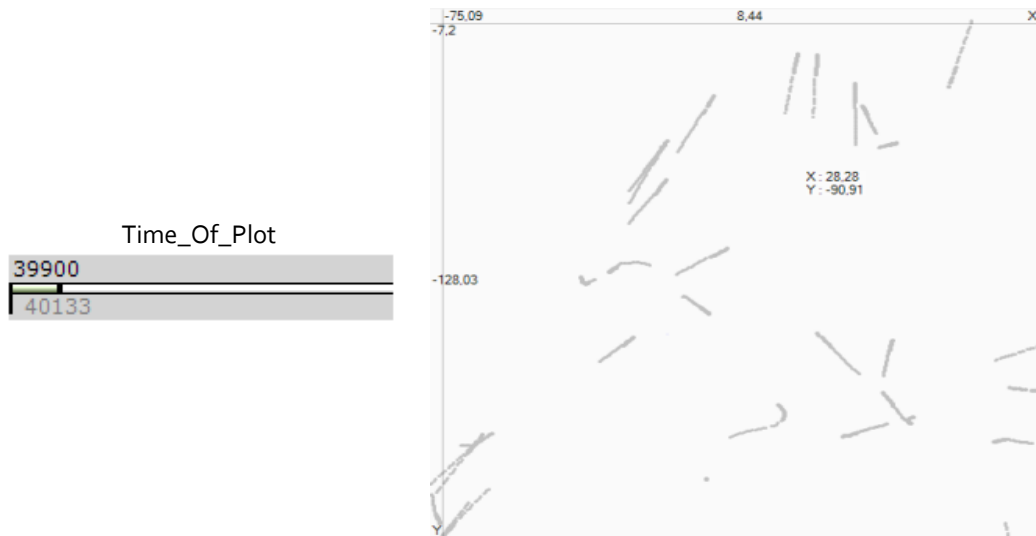 Time_Of_Plot
39900
40133
-75,09
8,44
X
-7,2
X : 28,28
Y : -90,91
-128,03
Y